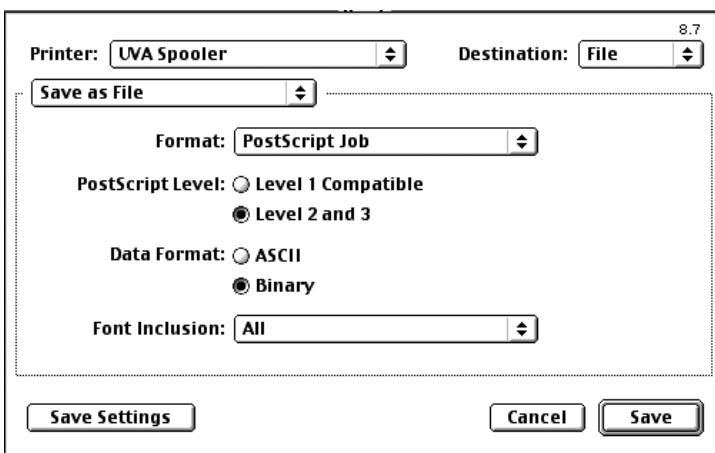 8.7
Printer: UVA Spooler Destination: File
Save as File
Format: PostScript Job
PostScript Level: Level 1 Compatible
Level 2 and 3
Data Format: ASCII
Binary
Font Inclusion: All
Save Settings Cancel Save